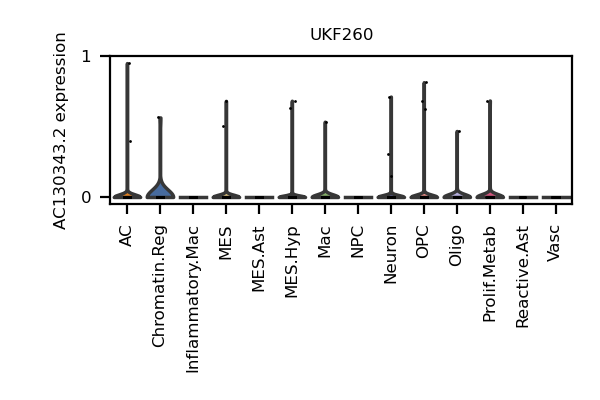 UKF260
AC130343.2 expression
1
0
AC
Chromatin.Reg
Inflammatory.Mac
MES
MES.Ast
MES.Hyp
Mac
NPC
Neuron
OPC
Oligo
Prolif.Metab
Reactive.Ast
Vasc